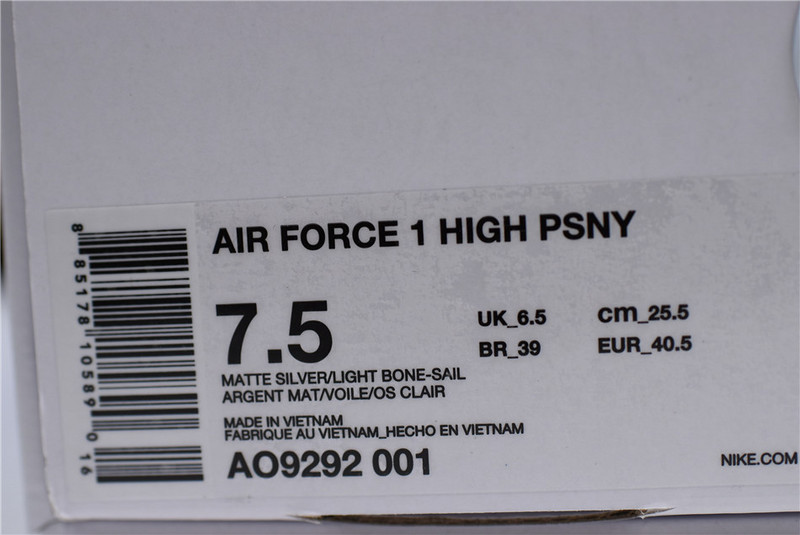 AIR FORCE 1 HIGH PSNY
7.5
UK_6.5 cm_25.5
BR_39 EUR_40.5
MATTE SILVER/LIGHT BONE-SAIL
ARGENT MAT/VOILE/OS CLAIR
MADE IN VIETNAM
FABRIQUE AU VIETNAM_HECHO EN VIETNAM
AO9292 001
NIKE.COM
8 85178 10589 0 16